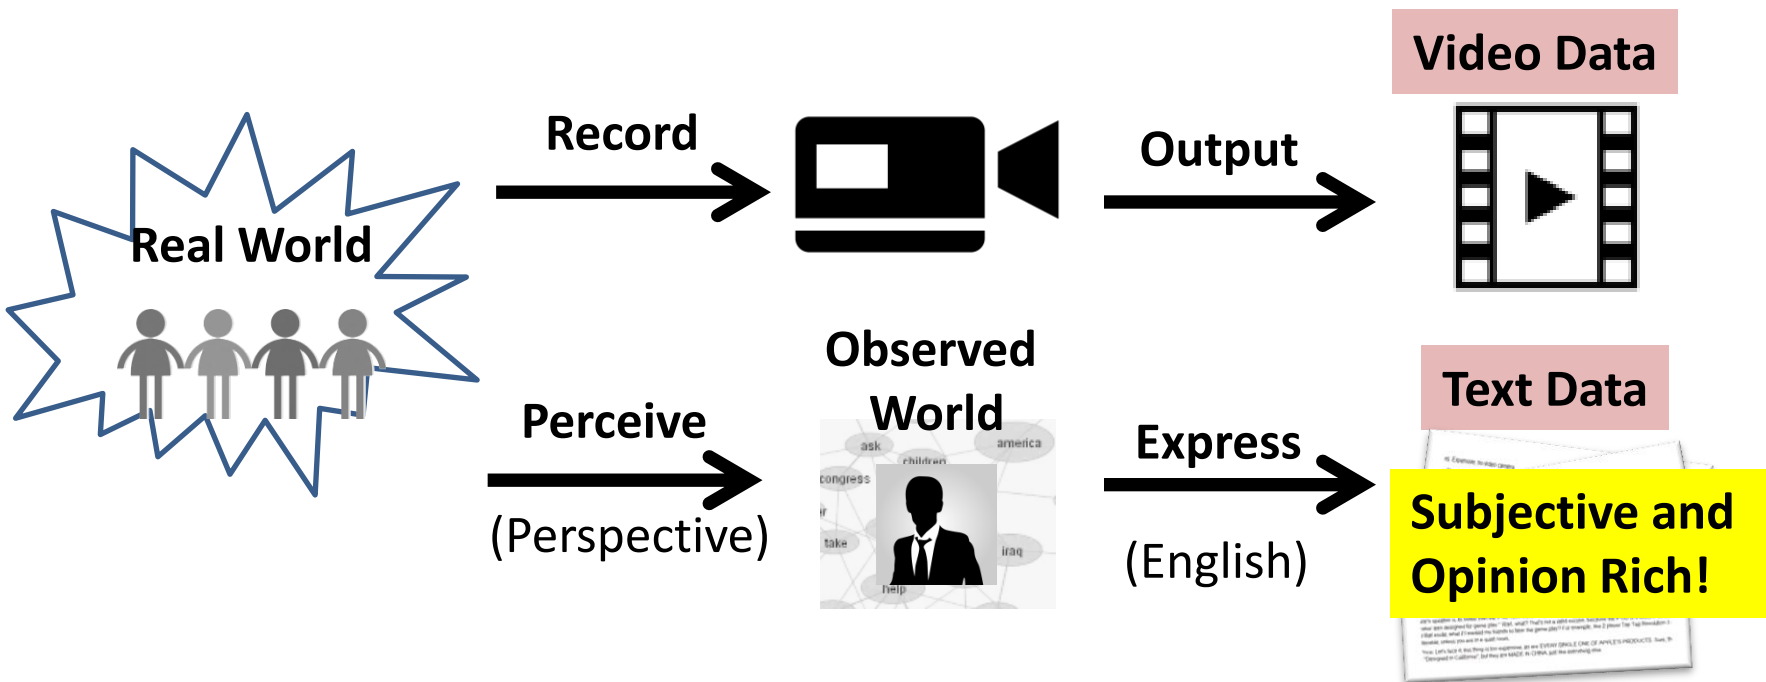 Video Data
Record
Output
Real World
Observed
World
Text Data
Perceive
Express
(Perspective)
(English)
ask
america
children
congress
take
iraq
help
Subjective and
Opinion Rich!